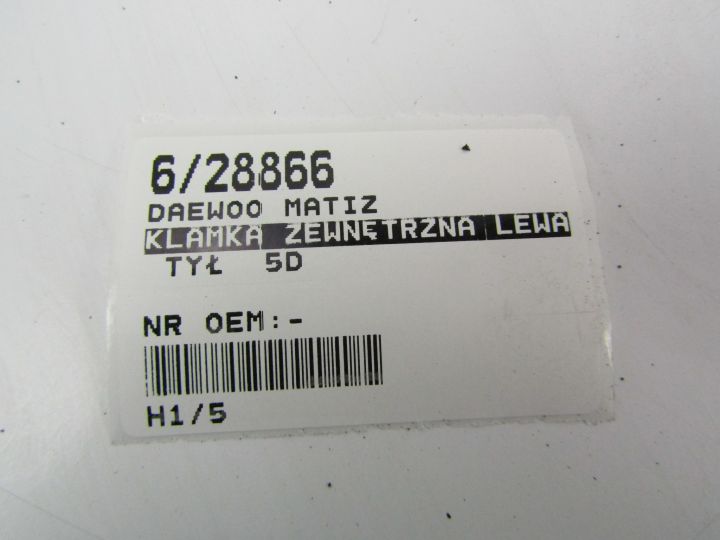 6/28866
DAEWOO MATIZ
KLAMKA ZEWNĘTRZNA LEWA
TYŁ 5D
NR OEM:-
H1/5